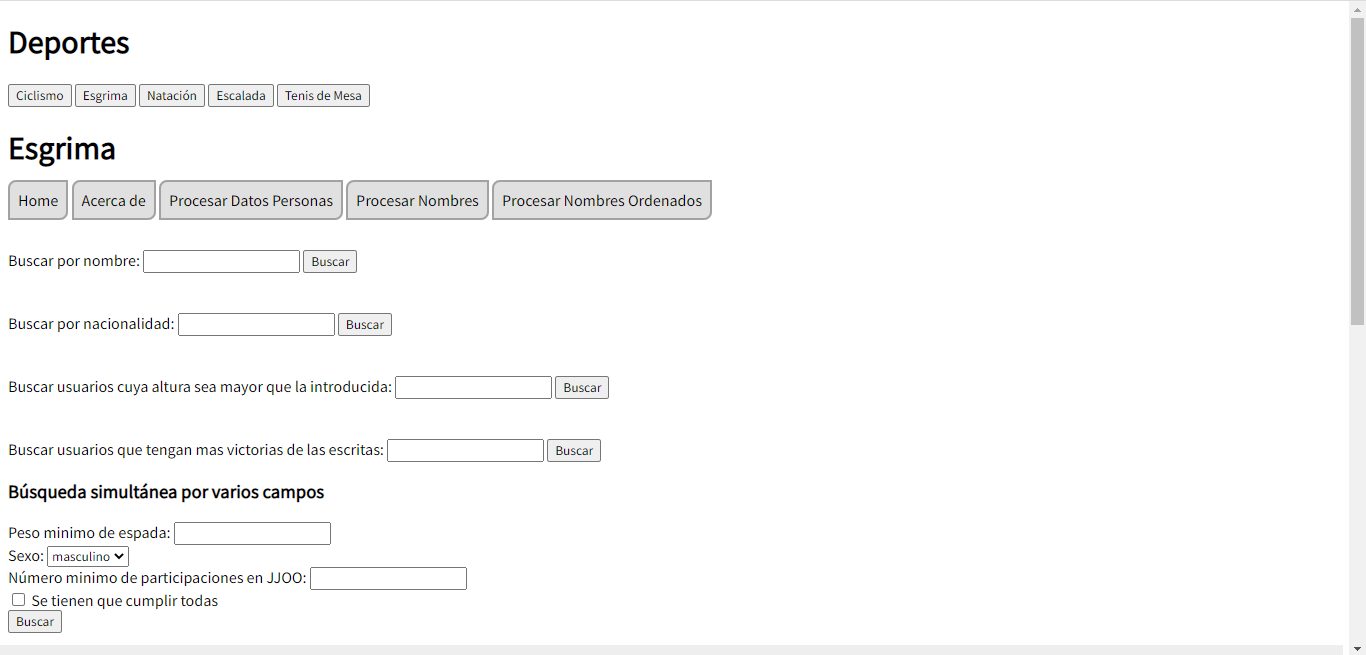 Deportes
Ciclismo Esgrima Natación Escalada Tenis de Mesa
Esgrima
Home Acerca de Procesar Datos Personas Procesar Nombres Procesar Nombres Ordenados
Buscar por nombre: Buscar
Buscar por nacionalidad: Buscar
Buscar usuarios cuya altura sea mayor que la introducida: Buscar
Buscar usuarios que tengan mas victorias de las escritas: Buscar
Búsqueda simultánea por varios campos
Peso minimo de espada:
Sexo: masculino
Número minimo de participaciones en JJOO:
Se tienen que cumplir todas
Buscar